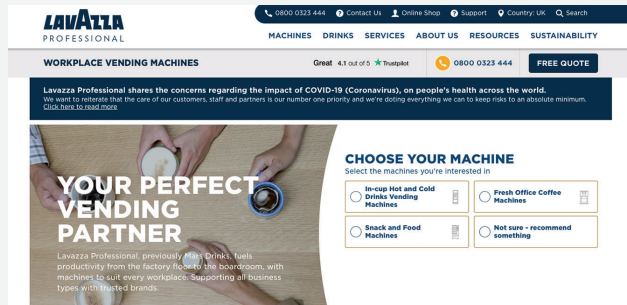 LAVAZZA
PROFESSIONAL
0800 0323 444 Contact Us Online Shop Support Country: UK Search
MACHINES DRINKS SERVICES ABOUT US RESOURCES SUSTAINABILITY
WORKPLACE VENDING MACHINES Great 4.1 out of 5 Trustpilot 0800 0323 444 FREE QUOTE
Lavazza Professional shares the concerns regarding the impact of COVID-19 (Coronavirus), on people's health across the world.
We want to reiterate that the care of our customers, staff and partners is our number one priority and we're doting everything we can to keep risks to an absolute minimum.
Click here to read more
YOUR PERFECT
VENDING
PARTNER
Lavazza Professional, previously Mars Drinks, fuels
productivity from the factory floor to the boardroom, with
machines to suit every workplace. Supporting all business
types with trusted brands.
CHOOSE YOUR MACHINE
Select the machines you're interested in
In-cup Hot and Cold
Drinks Vending
Machines
Fresh Office Coffee
Machines
Snack and Food
Machines
Not sure - recommend
something